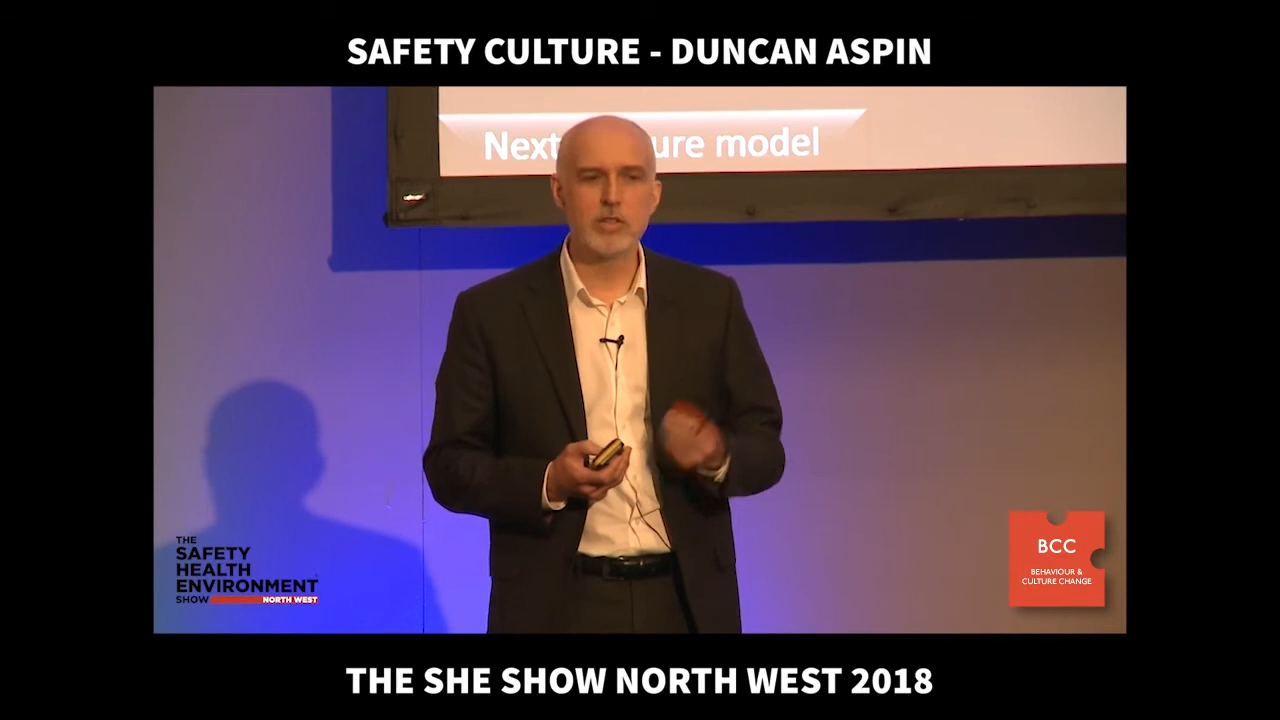 SAFETY CULTURE - DUNCAN ASPIN
Next ure model
THE
SAFETY
HEALTH
ENVIRONMENT
SHOW NORTH WEST
BCC
BEHAVIOUR &
CULTURE CHANGE
THE SHE SHOW NORTH WEST 2018